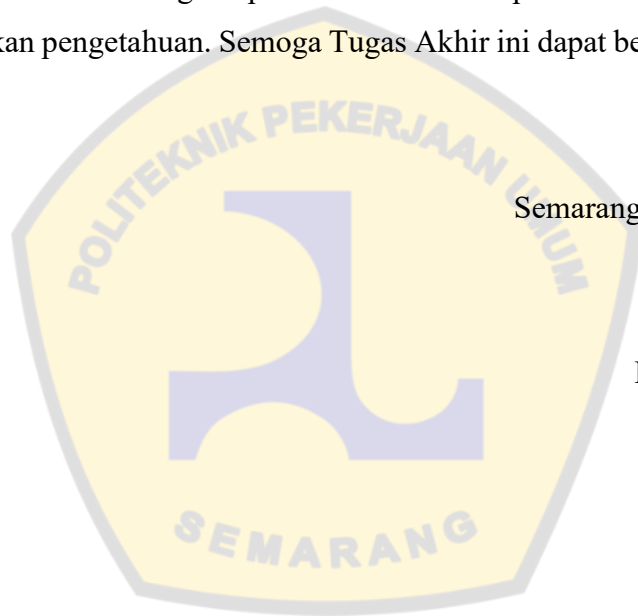 kan pengetahuan. Semoga Tugas Akhir ini dapat be
POLITEKNIK PEKERJAAN UMUM
Semarang
SEMARANG